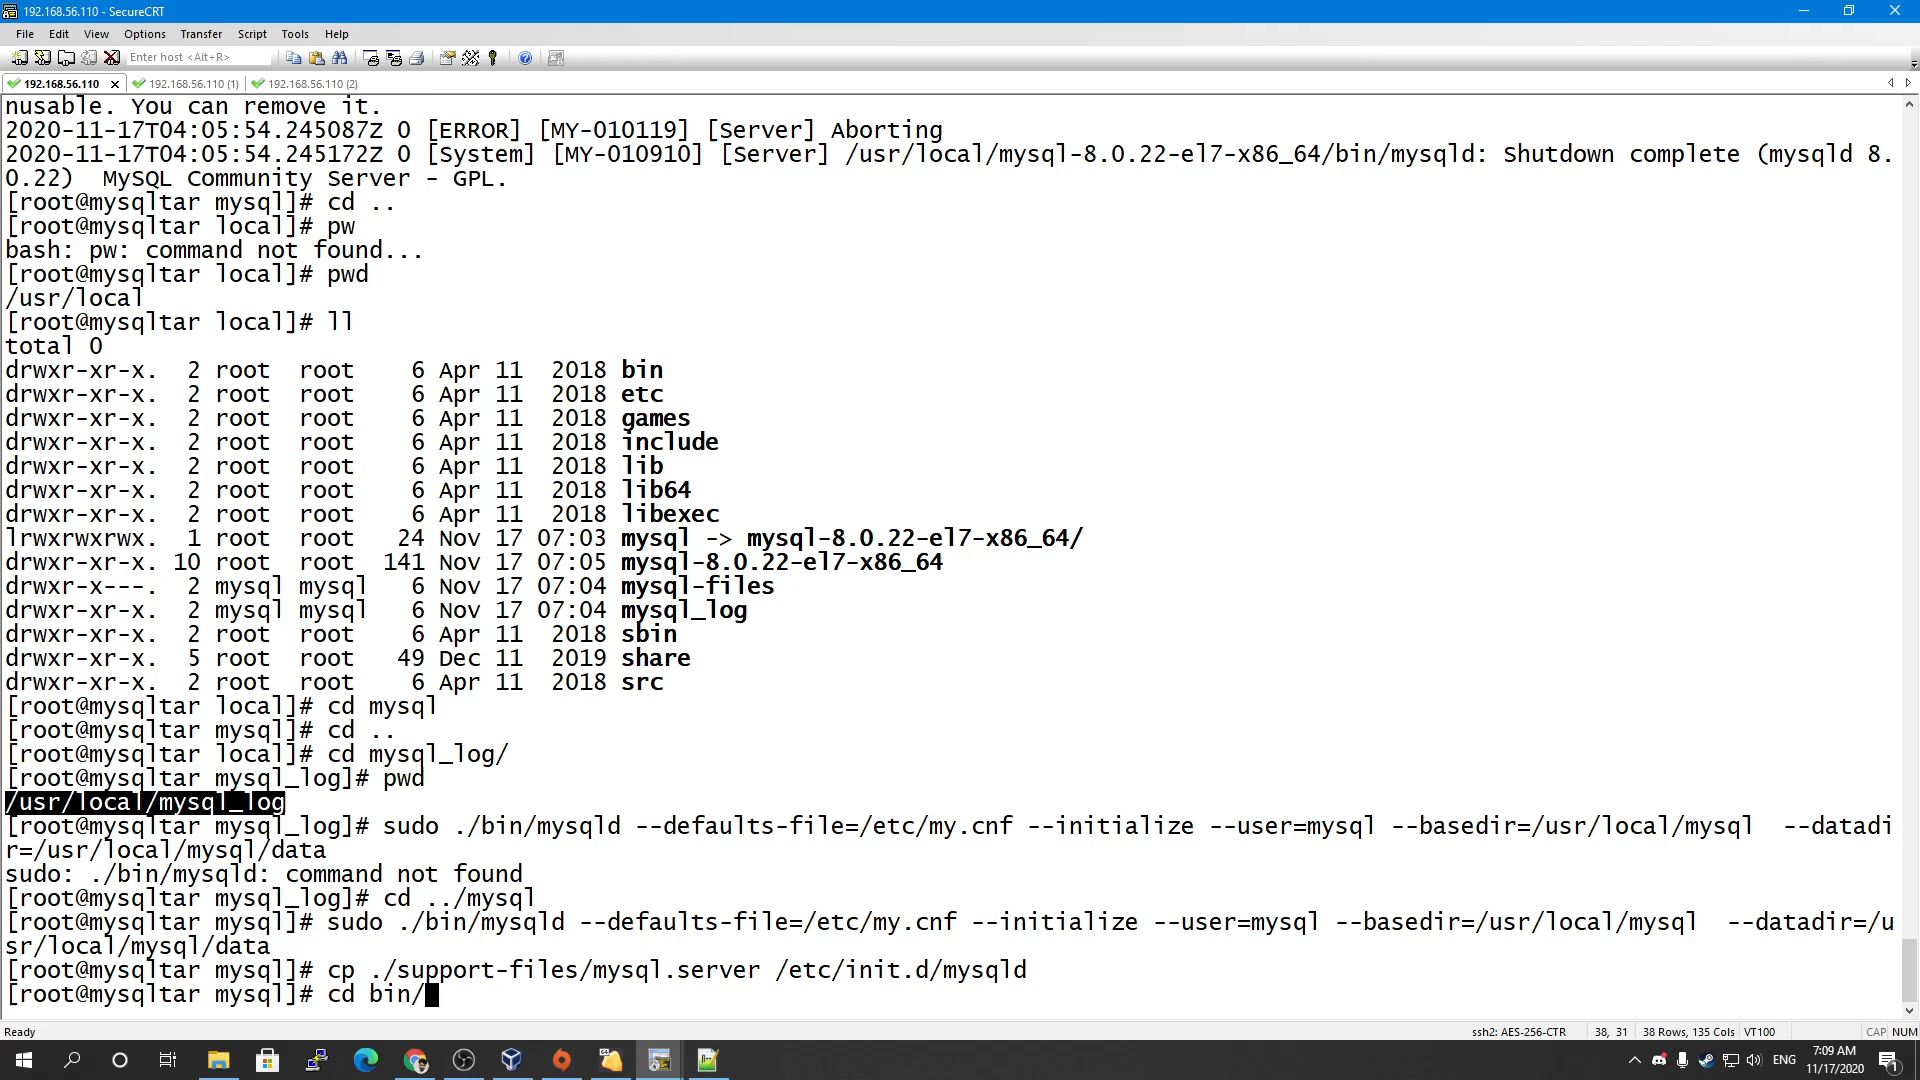 192.168.56.110 - SecureCRT
File Edit View Options Transfer Script Tools Help
Enter host <Alt+R>
192.168.56.110 192.168.56.110 (1) 192.168.56.110 (2)
nusable. You can remove it.
2020-11-17T04:05:54.245087Z 0 [ERROR] [MY-010119] [Server] Aborting
2020-11-17T04:05:54.245172Z 0 [System] [MY-010910] [Server] /usr/local/mysql-8.0.22-el7-x86_64/bin/mysqld: Shutdown complete (mysqld 8.
0.22)  MySQL Community Server - GPL.
[root@mysqltar mysql]# cd ..
[root@mysqltar local]# pw
bash: pw: command not found...
[root@mysqltar local]# pwd
/usr/local
[root@mysqltar local]# ll
total 0
drwxr-xr-x.  2 root  root    6 Apr 11  2018 bin
drwxr-xr-x.  2 root  root    6 Apr 11  2018 etc
drwxr-xr-x.  2 root  root    6 Apr 11  2018 games
drwxr-xr-x.  2 root  root    6 Apr 11  2018 include
drwxr-xr-x.  2 root  root    6 Apr 11  2018 lib
drwxr-xr-x.  2 root  root    6 Apr 11  2018 lib64
drwxr-xr-x.  2 root  root    6 Apr 11  2018 libexec
lrwxrwxrwx.  1 root  root   24 Nov 17 07:03 mysql -> mysql-8.0.22-el7-x86_64/
drwxr-xr-x. 10 root  root  141 Nov 17 07:05 mysql-8.0.22-el7-x86_64
drwxr-x---.  2 mysql mysql   6 Nov 17 07:04 mysql-files
drwxr-xr-x.  2 mysql mysql   6 Nov 17 07:04 mysql_log
drwxr-xr-x.  2 root  root    6 Apr 11  2018 sbin
drwxr-xr-x.  5 root  root   49 Dec 11  2019 share
drwxr-xr-x.  2 root  root    6 Apr 11  2018 src
[root@mysqltar local]# cd mysql
[root@mysqltar mysql]# cd ..
[root@mysqltar local]# cd mysql_log/
[root@mysqltar mysql_log]# pwd
/usr/local/mysql_log
[root@mysqltar mysql_log]# sudo ./bin/mysqld --defaults-file=/etc/my.cnf --initialize --user=mysql --basedir=/usr/local/mysql  --datadi
r=/usr/local/mysql/data
sudo: ./bin/mysqld: command not found
[root@mysqltar mysql_log]# cd ../mysql
[root@mysqltar mysql]# sudo ./bin/mysqld --defaults-file=/etc/my.cnf --initialize --user=mysql --basedir=/usr/local/mysql  --datadir=/u
sr/local/mysql/data
[root@mysqltar mysql]# cp ./support-files/mysql.server /etc/init.d/mysqld
[root@mysqltar mysql]# cd bin/
Ready ssh2: AES-256-CTR 38, 31 38 Rows, 135 Cols VT100 CAP NUM
ENG 7:09 AM
11/17/2020 1